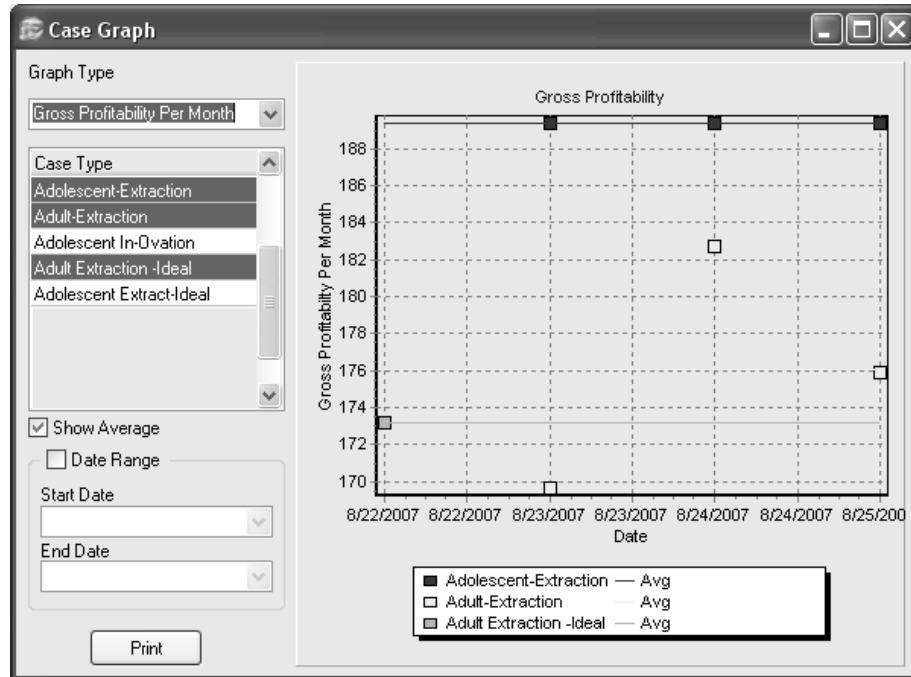 Case Graph
Graph Type
Gross Profitability Per Month
Case Type
Adolescent-Extraction
Adult-Extraction
Adolescent In-Ovation
Adult Extraction -Ideal
Adolescent Extract-Ideal
Show Average
Date Range
Start Date
End Date
Print
Gross Profitability
Gross Profitability Per Month
188
186
184
182
180
178
176
174
172
170
8/22/2007 8/22/2007 8/23/2007 8/23/2007 8/24/2007 8/24/2007 8/25/200
Date
Adolescent-Extraction — Avg
Adult-Extraction — Avg
Adult Extraction -Ideal — Avg